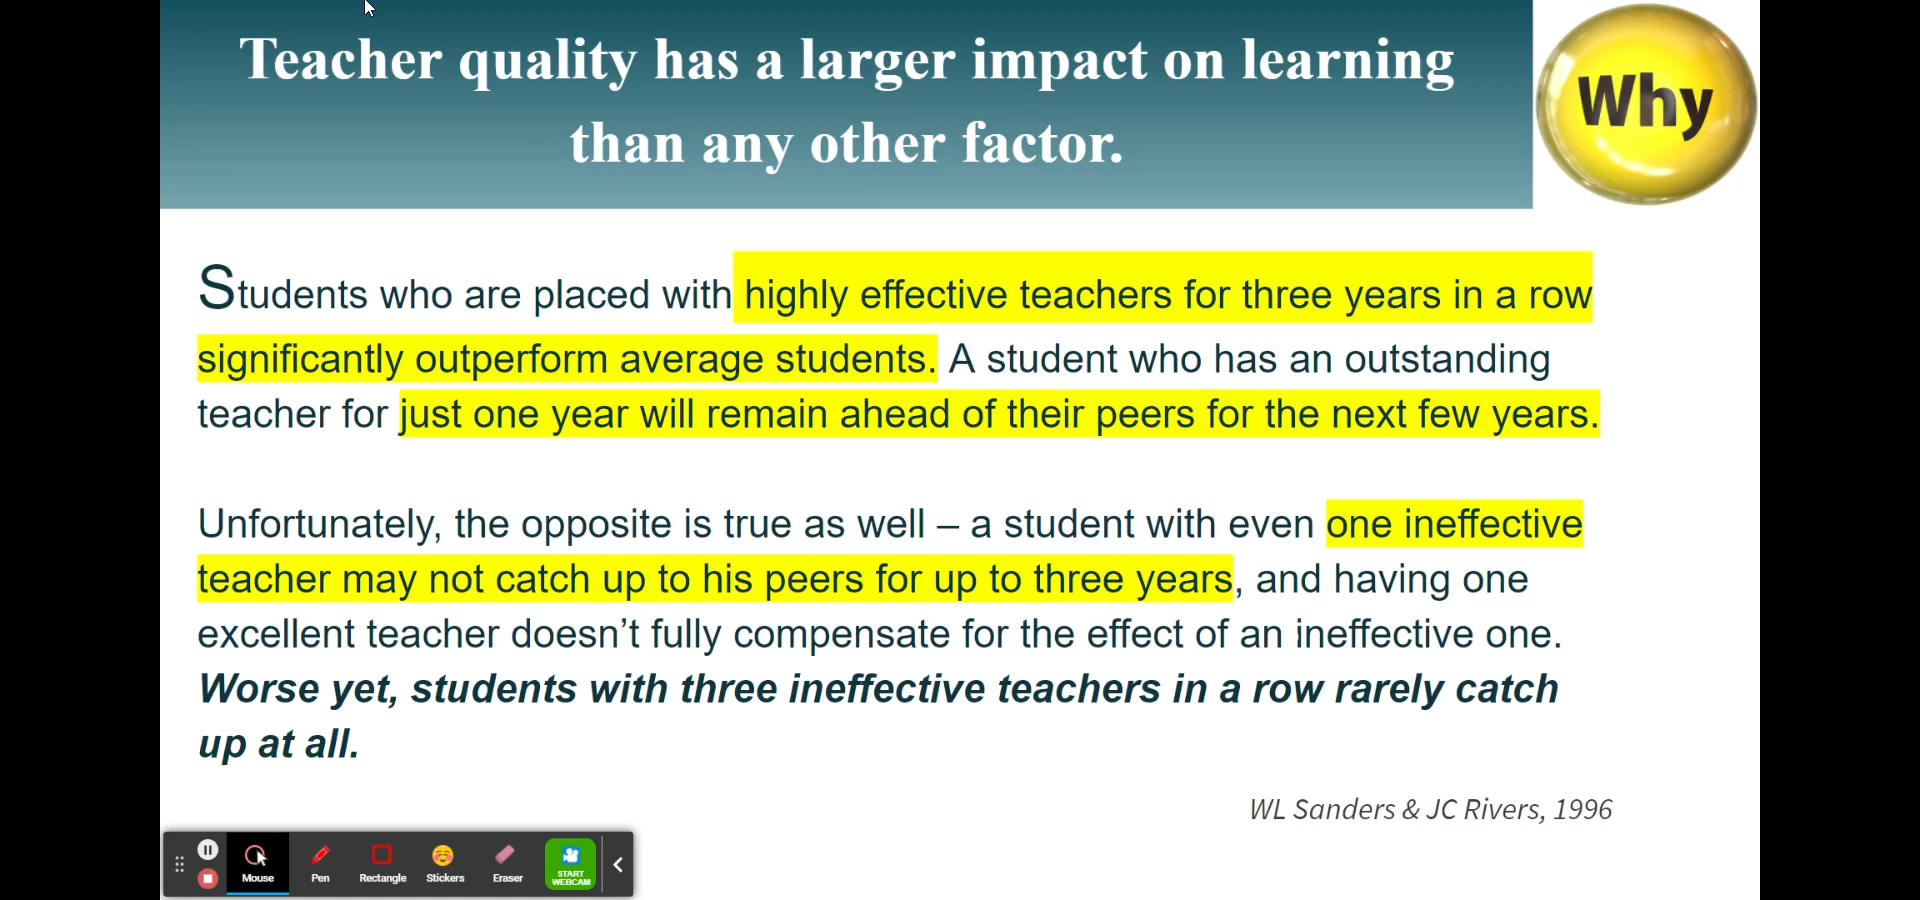 Teacher quality has a larger impact on learning
than any other factor.
Why
Students who are placed with highly effective teachers for three years in a row
significantly outperform average students. A student who has an outstanding
teacher for just one year will remain ahead of their peers for the next few years.
Unfortunately, the opposite is true as well – a student with even one ineffective
teacher may not catch up to his peers for up to three years, and having one
excellent teacher doesn’t fully compensate for the effect of an ineffective one.
Worse yet, students with three ineffective teachers in a row rarely catch
up at all.
WL Sanders & JC Rivers, 1996
Mouse
Pen
Rectangle
Stickers
Eraser
START
WEBCAM